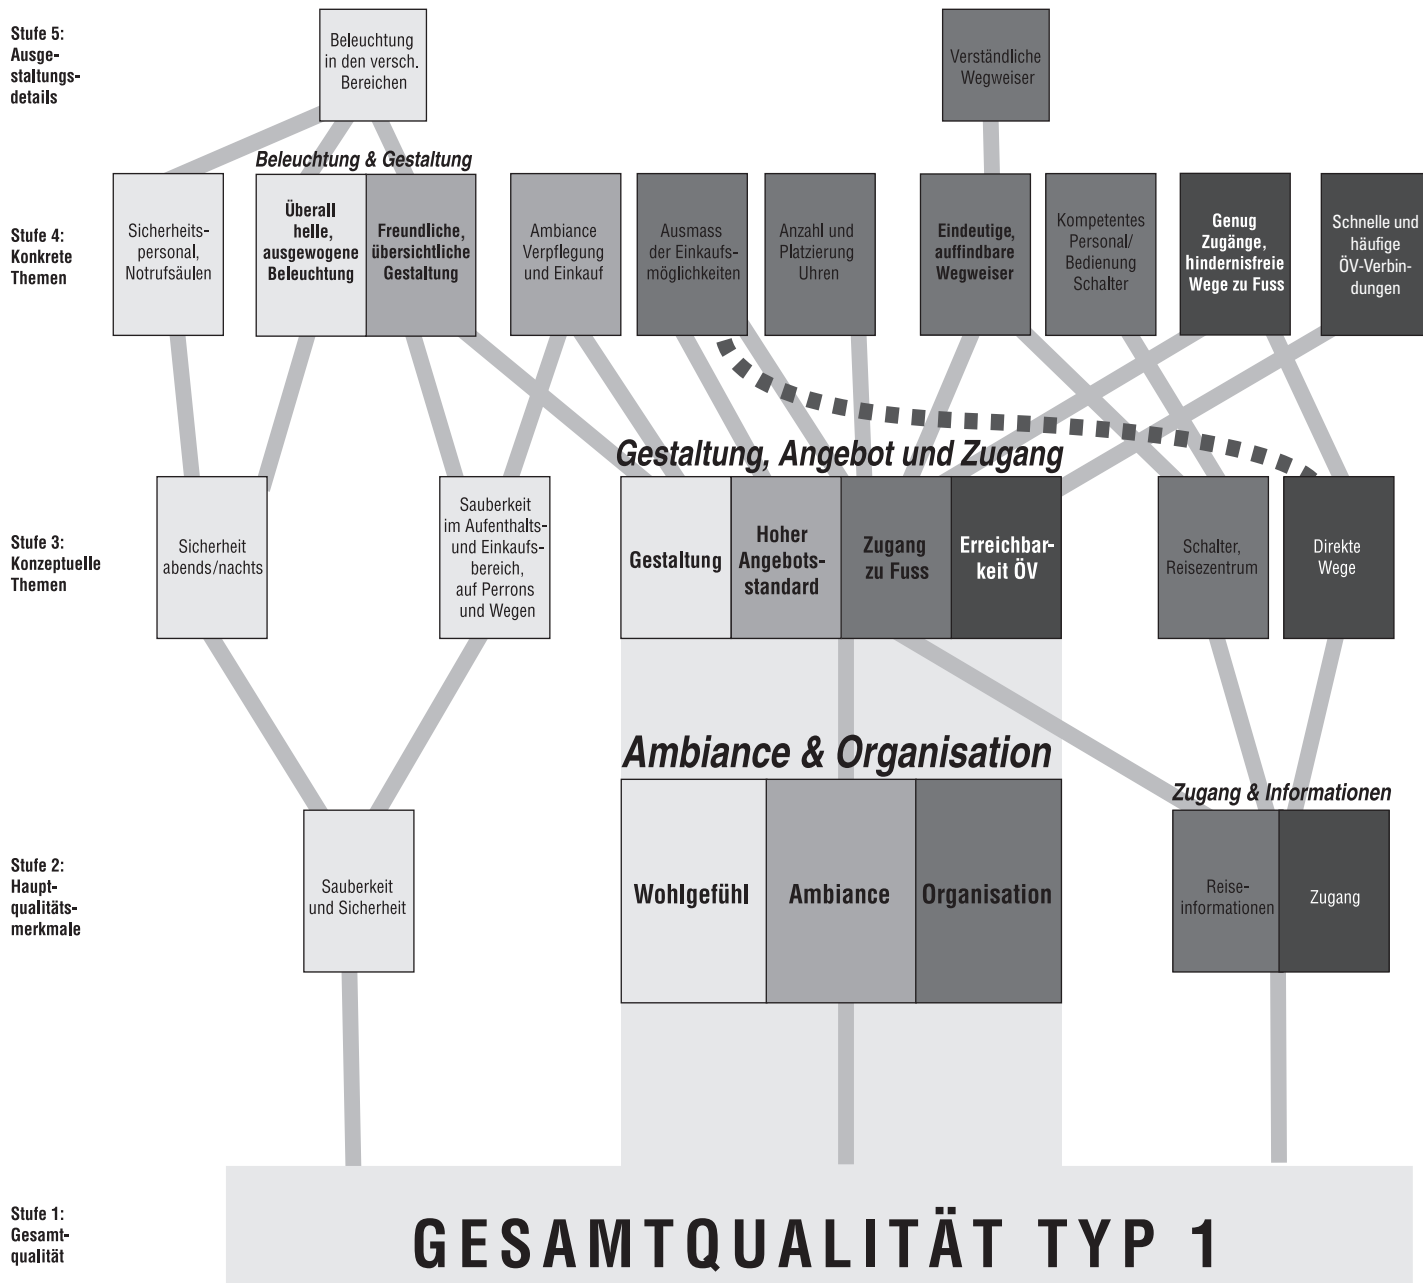 Stufe 5:
Ausge-
staltungs-
details
Beleuchtung
in den versch.
Bereichen
Verständliche
Wegweiser
Beleuchtung & Gestaltung
Stufe 4:
Konkrete
Themen
Sicherheits-
personal,
Notrufsäulen
Überall
helle,
ausgewogene
Beleuchtung
Freundliche,
übersichtliche
Gestaltung
Ambiance
Verpflegung
und Einkauf
Ausmass
der Einkaufs-
möglichkeiten
Anzahl und
Platzierung
Uhren
Eindeutige,
auffindbare
Wegweiser
Kompetentes
Personal/
Bedienung
Schalter
Genug
Zugänge,
hindernisfreie
Wege zu Fuss
Schnelle und
häufige
ÖV-Verbin-
dungen
Gestaltung, Angebot und Zugang
Stufe 3:
Konzeptuelle
Themen
Sicherheit
abends/nachts
Sauberkeit
im Aufenthalts-
und Einkaufs-
bereich,
auf Perrons
und Wegen
Gestaltung
Hoher
Angebots-
standard
Zugang
zu Fuss
Erreichbar-
keit ÖV
Schalter,
Reisezentrum
Direkte
Wege
Ambiance & Organisation
Zugang & Informationen
Stufe 2:
Haupt-
qualitäts-
merkmale
Sauberkeit
und Sicherheit
Wohlgefühl
Ambiance
Organisation
Reise-
informationen
Zugang
Stufe 1:
Gesamt-
qualität
GESAMTQUALITÄT TYP 1